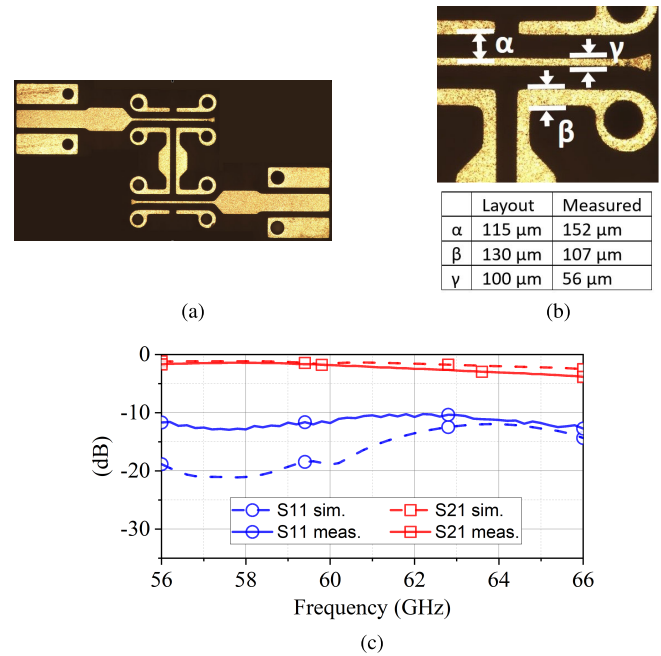 α
γ
β
Layout Measured
α 115 μm 152 μm
β 130 μm 107 μm
γ 100 μm 56 μm
(a)
(b)
0
-10
-20
-30
(dB)
S11 sim. S21 sim.
S11 meas. S21 meas.
56 58 60 62 64 66
Frequency (GHz)
(c)